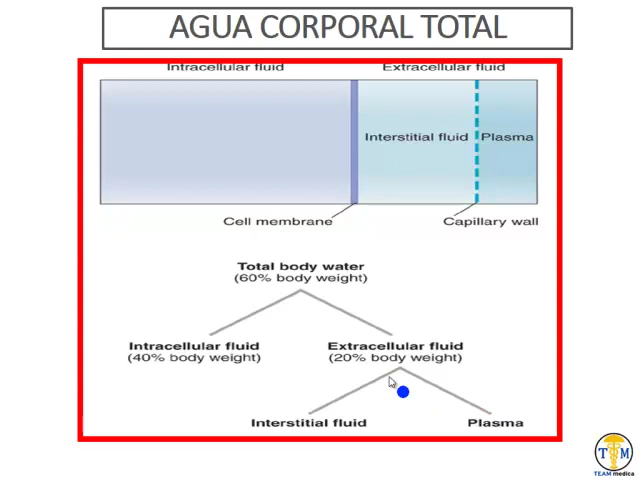 AGUA CORPORAL TOTAL
Intracellular fluid
Extracellular fluid
Interstitial fluid
Plasma
Cell membrane
Capillary wall
Total body water
(60% body weight)
Intracellular fluid
(40% body weight)
Extracellular fluid
(20% body weight)
Interstitial fluid
Plasma
T M
TEAM medica